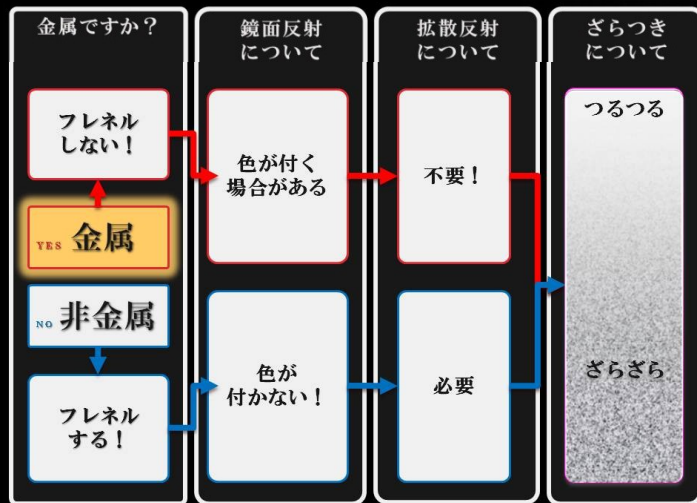 金属ですか？
フレネル
しない！
YES 金属
NO 非金属
フレネル
する！
鏡面反射
について
色が付く
場合がある
色が
付かない！
拡散反射
について
不要！
必要
ざらつき
について
つるつる
ざらざら